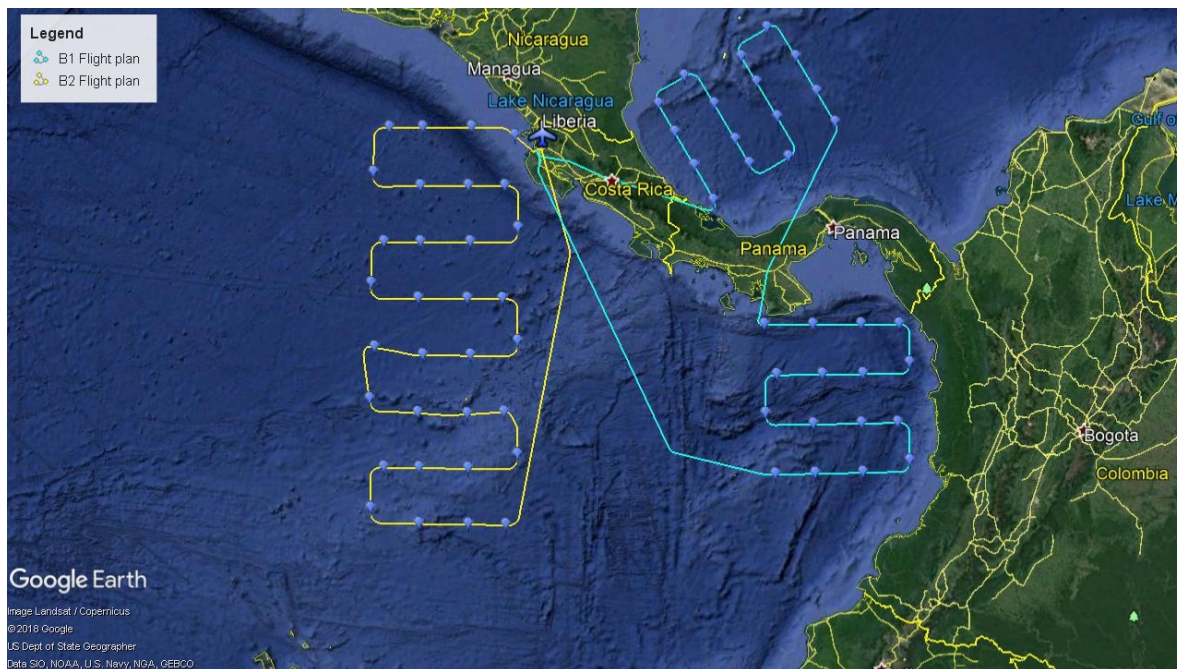 Legend
B1 Flight plan
B2 Flight plan
Nicaragua
Managua
Lake Nicaragua
Liberia
Costa Rica
Panama
Panama
Gulf o
Lake M
Bogota
Colombia
Google Earth
Image Landsat / Copernicus
©2018 Google
US Dept of State Geographer
Data SIO, NOAA, U.S. Navy, NGA, GEBCO